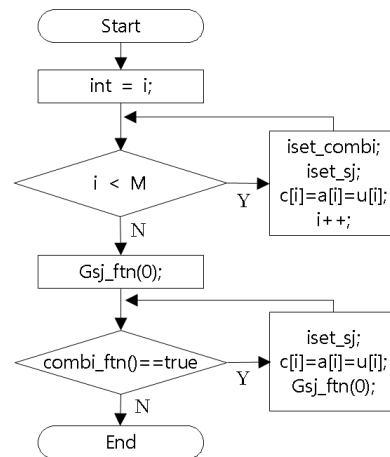 Start
int = i;
i < M
Y
iset_combi;
iset_sj;
c[i]=a[i]=u[i];
i++;
N
Gsj_ftn(0);
combi_ftn()==true
Y
iset_sj;
c[i]=a[i]=u[i];
Gsj_ftn(0);
N
End